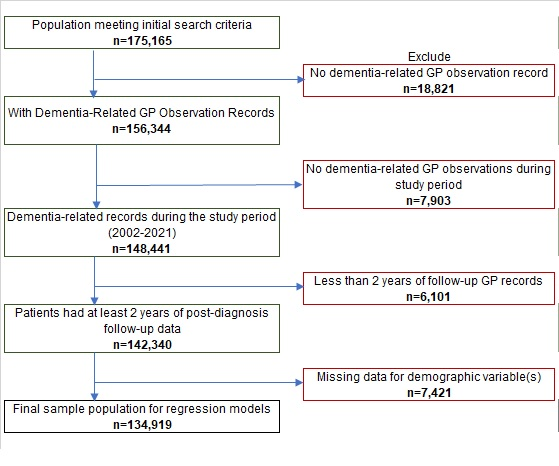 Population meeting initial search criteria
n=175,165
Exclude
No dementia-related GP observation record
n=18,821
With Dementia-Related GP Observation Records
n=156,344
No dementia-related GP observations during
study period
n=7,903
Dementia-related records during the study period
(2002-2021)
n=148,441
Less than 2 years of follow-up GP records
n=6,101
Patients had at least 2 years of post-diagnosis
follow-up data
n=142,340
Missing data for demographic variable(s)
n=7,421
Final sample population for regression models
n=134,919